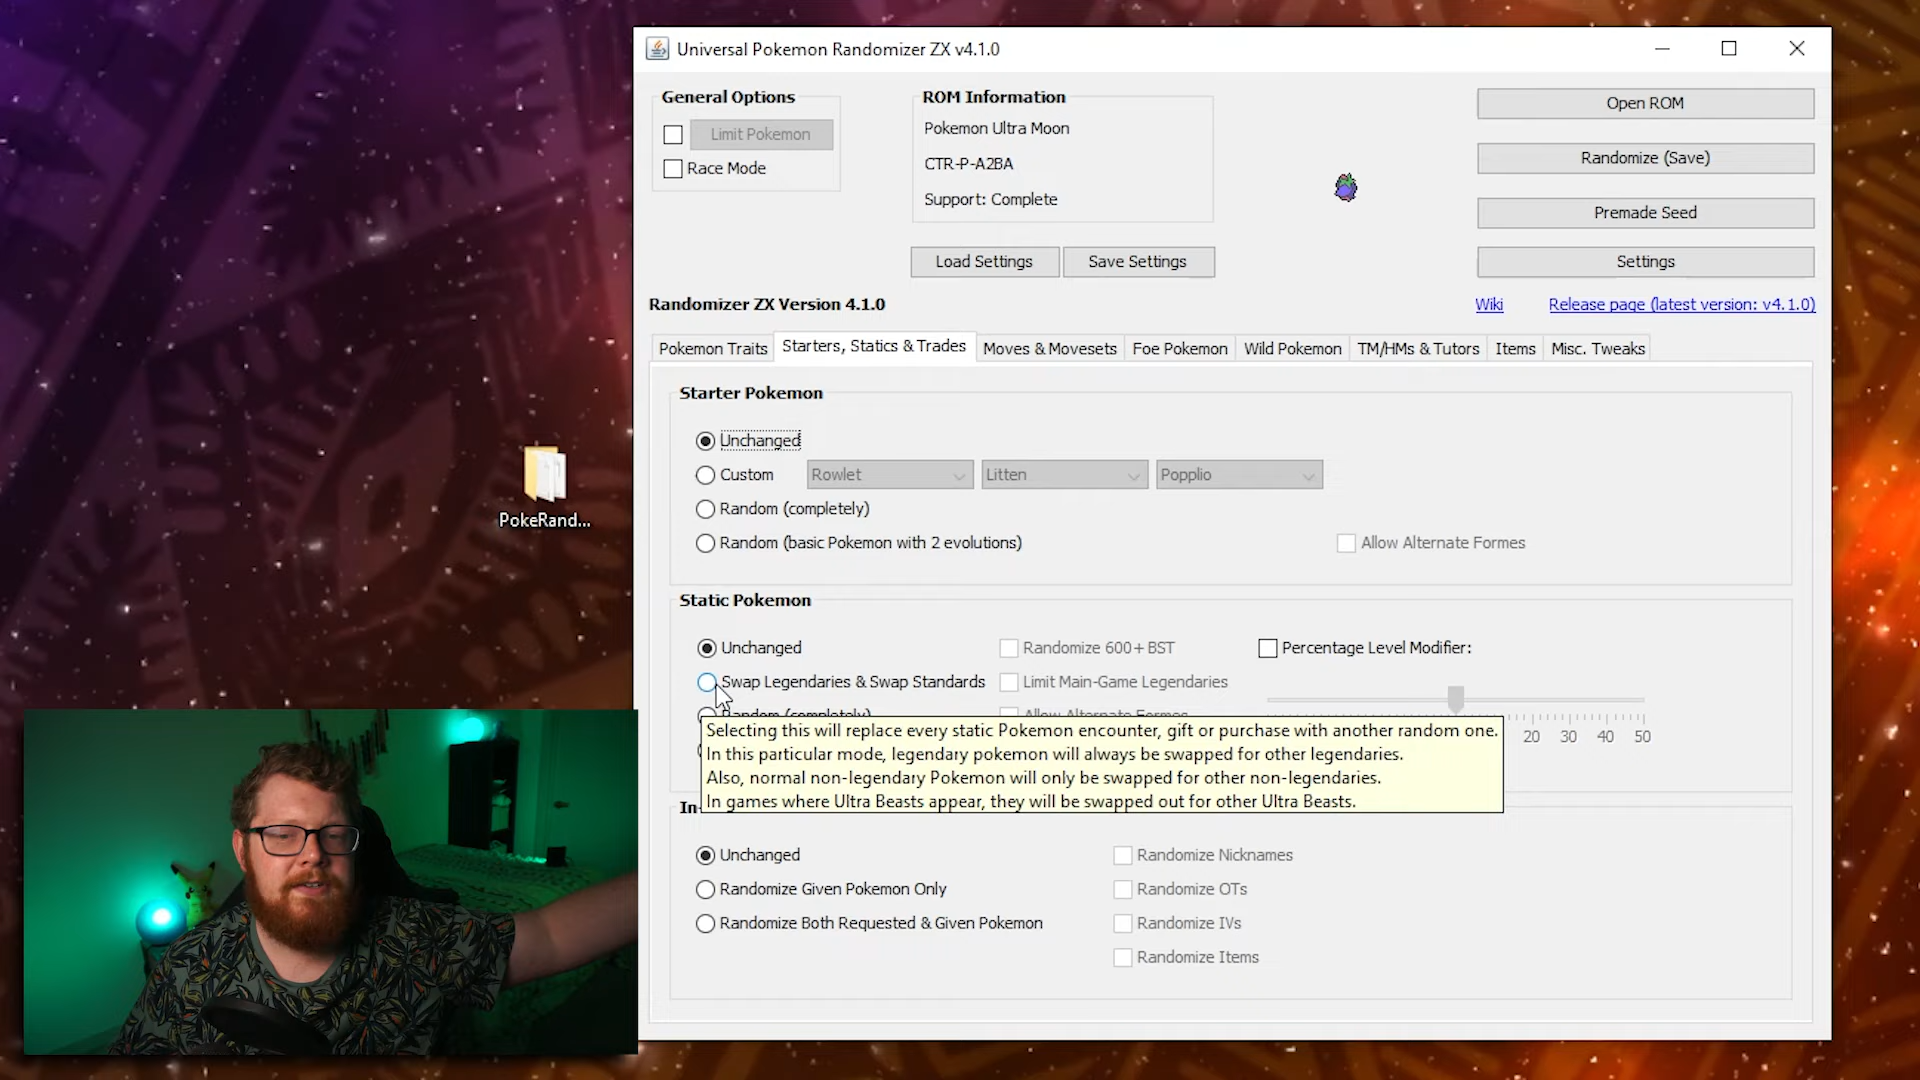 Universal Pokemon Randomizer ZX v4.1.0
General Options
Limit Pokemon
Race Mode
ROM Information
Pokemon Ultra Moon
CTR-P-A2BA
Support: Complete
Load Settings
Save Settings
Open ROM
Randomize (Save)
Premade Seed
Settings
Randomizer ZX Version 4.1.0
Wiki
Release page (latest version: v4.1.0)
Pokemon Traits
Starters, Statics & Trades
Moves & Movesets
Foe Pokemon
Wild Pokemon
TM/HMs & Tutors
Items
Misc. Tweaks
Starter Pokemon
Unchanged
Custom
Rowlet
Litten
Popplio
Random (completely)
Random (basic Pokemon with 2 evolutions)
Allow Alternate Formes
Static Pokemon
Unchanged
Randomize 600+ BST
Percentage Level Modifier:
Swap Legendaries & Swap Standards
Limit Main-Game Legendaries
Random (completely)
Allow Alternate Formes
20 30 40 50
Selecting this will replace every static Pokemon encounter, gift or purchase with another random one.
In this particular mode, legendary pokemon will always be swapped for other legendaries.
Also, normal non-legendary Pokemon will only be swapped for other non-legendaries.
In games where Ultra Beasts appear, they will be swapped out for other Ultra Beasts.
In
Unchanged
Randomize Given Pokemon Only
Randomize Both Requested & Given Pokemon
Randomize Nicknames
Randomize OTs
Randomize IVs
Randomize Items
PokeRand...